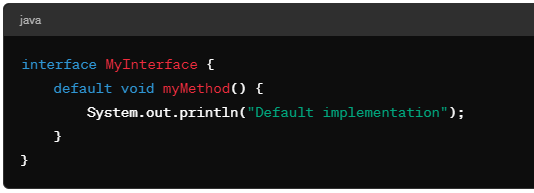 java
interface MyInterface {
    default void myMethod() {
        System.out.println("Default implementation");
    }
}